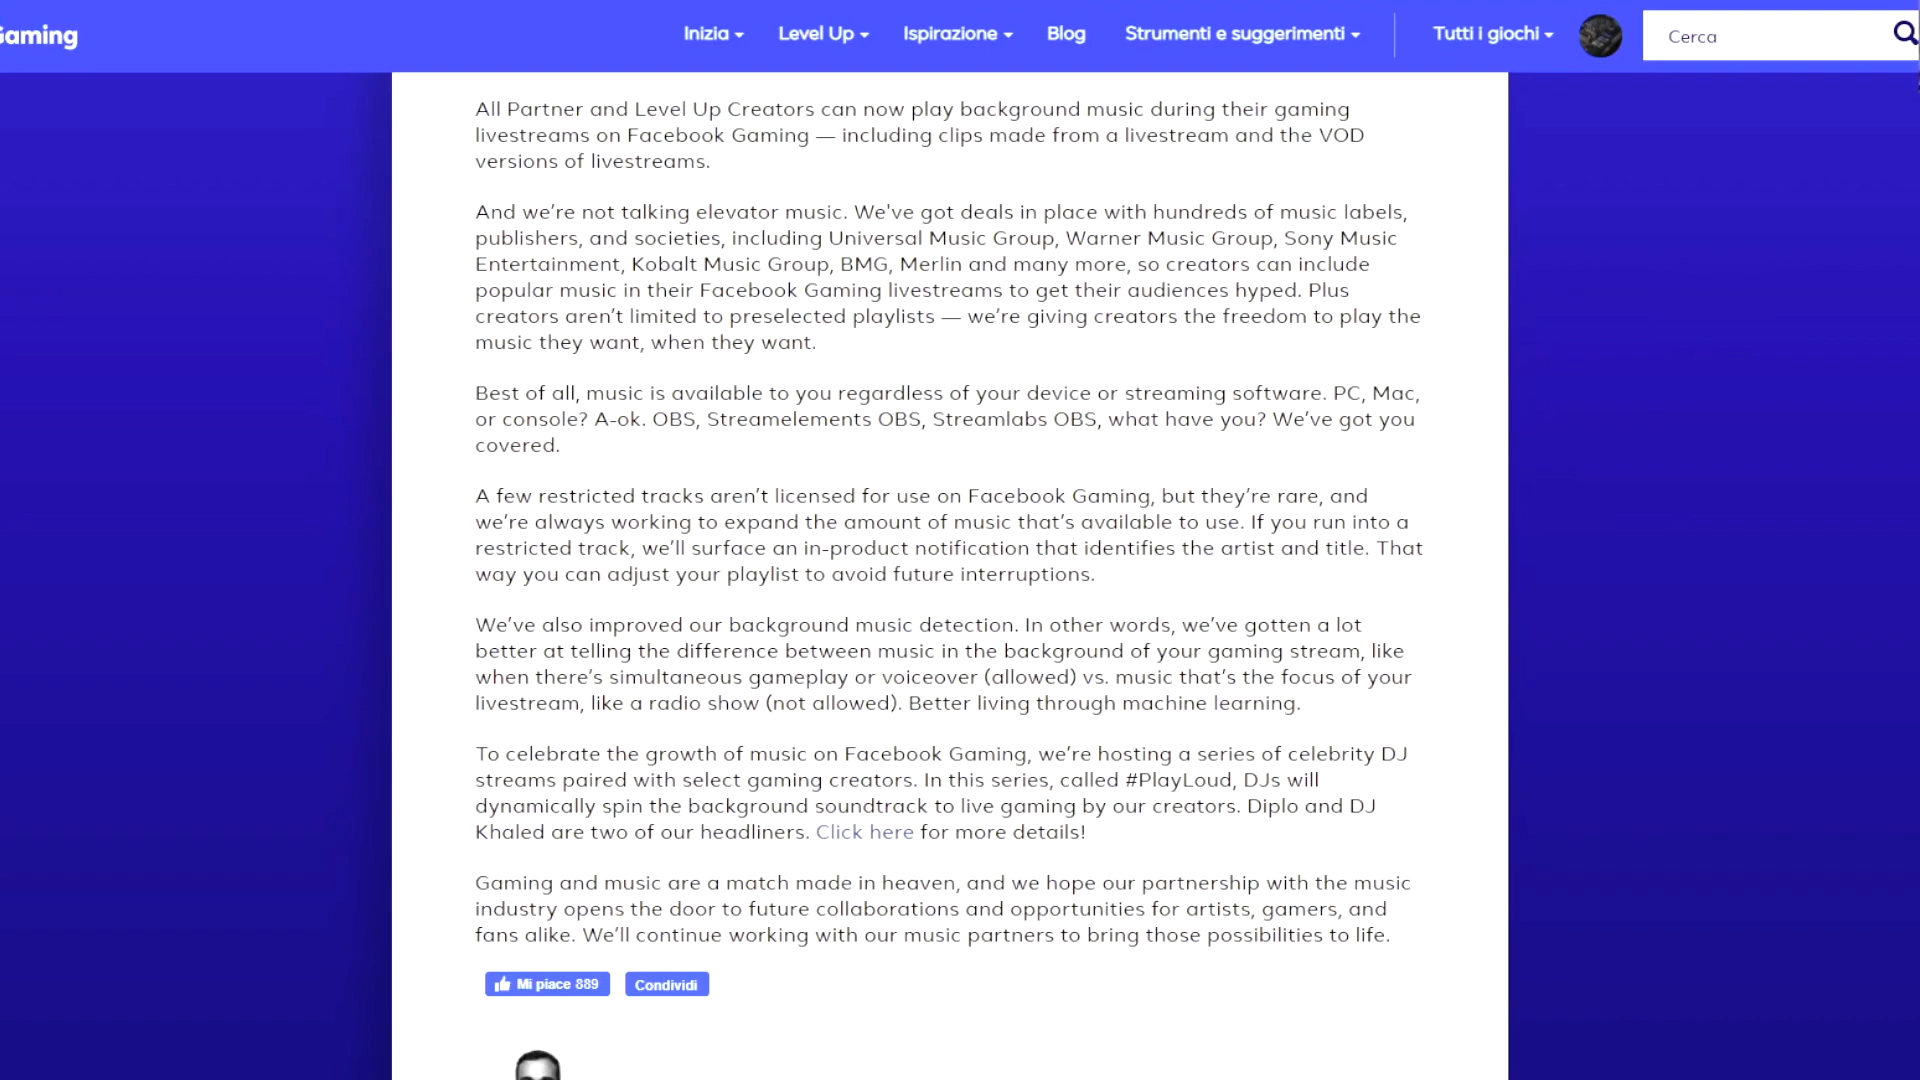 Gaming
Inizia
Level Up
Ispirazione
Blog
Strumenti e suggerimenti
Tutti i giochi
Cerca
All Partner and Level Up Creators can now play background music during their gaming
livestreams on Facebook Gaming — including clips made from a livestream and the VOD
versions of livestreams.
And we’re not talking elevator music. We've got deals in place with hundreds of music labels,
publishers, and societies, including Universal Music Group, Warner Music Group, Sony Music
Entertainment, Kobalt Music Group, BMG, Merlin and many more, so creators can include
popular music in their Facebook Gaming livestreams to get their audiences hyped. Plus
creators aren’t limited to preselected playlists — we’re giving creators the freedom to play the
music they want, when they want.
Best of all, music is available to you regardless of your device or streaming software. PC, Mac,
or console? A-ok. OBS, Streamelements OBS, Streamlabs OBS, what have you? We’ve got you
covered.
A few restricted tracks aren’t licensed for use on Facebook Gaming, but they’re rare, and
we’re always working to expand the amount of music that’s available to use. If you run into a
restricted track, we’ll surface an in-product notification that identifies the artist and title. That
way you can adjust your playlist to avoid future interruptions.
We’ve also improved our background music detection. In other words, we’ve gotten a lot
better at telling the difference between music in the background of your gaming stream, like
when there’s simultaneous gameplay or voiceover (allowed) vs. music that’s the focus of your
livestream, like a radio show (not allowed). Better living through machine learning.
To celebrate the growth of music on Facebook Gaming, we’re hosting a series of celebrity DJ
streams paired with select gaming creators. In this series, called #PlayLoud, DJs will
dynamically spin the background soundtrack to live gaming by our creators. Diplo and DJ
Khaled are two of our headliners. Click here for more details!
Gaming and music are a match made in heaven, and we hope our partnership with the music
industry opens the door to future collaborations and opportunities for artists, gamers, and
fans alike. We’ll continue working with our music partners to bring those possibilities to life.
Mi piace 889
Condividi